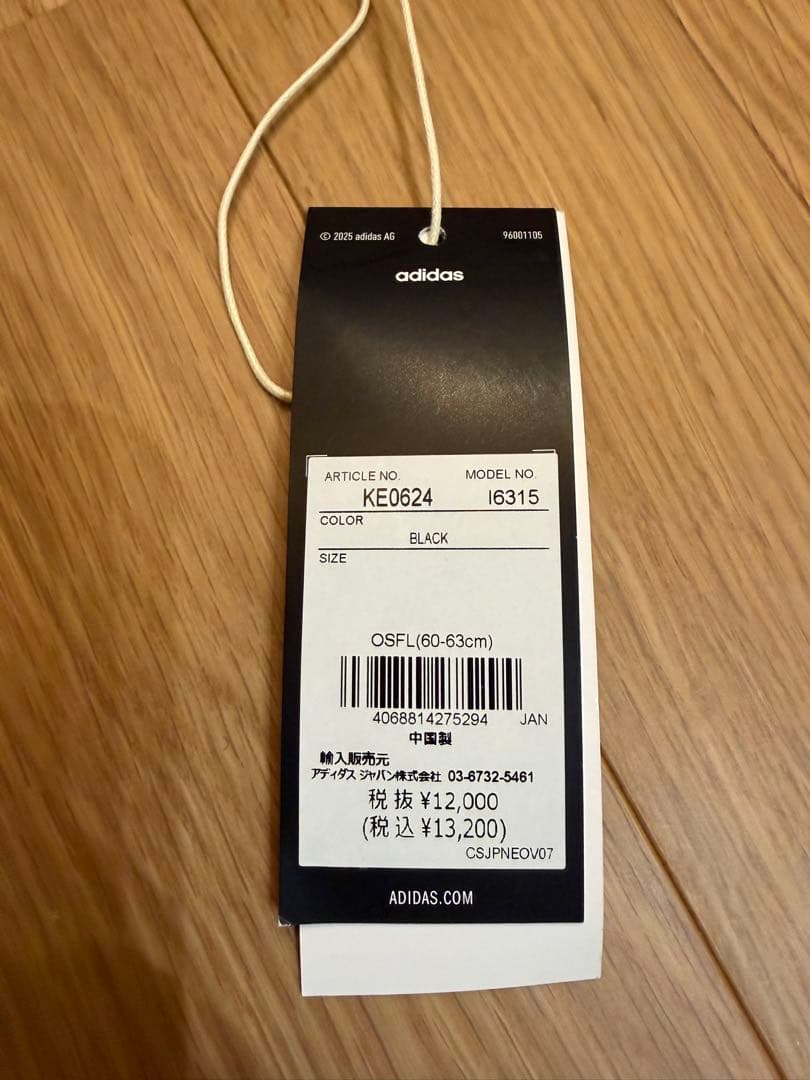 © 2025 adidas AG 96001105
adidas
ARTICLE NO. MODEL NO.
KE0624 I6315
COLOR
BLACK
SIZE
OSFL(60-63cm)
4068814275294 JAN
中国製
輸入販売元
アディダス ジャパン株式会社 03-6732-5461
税抜 ¥12,000
(税込 ¥13,200)
CSJPNEOV07
ADIDAS.COM